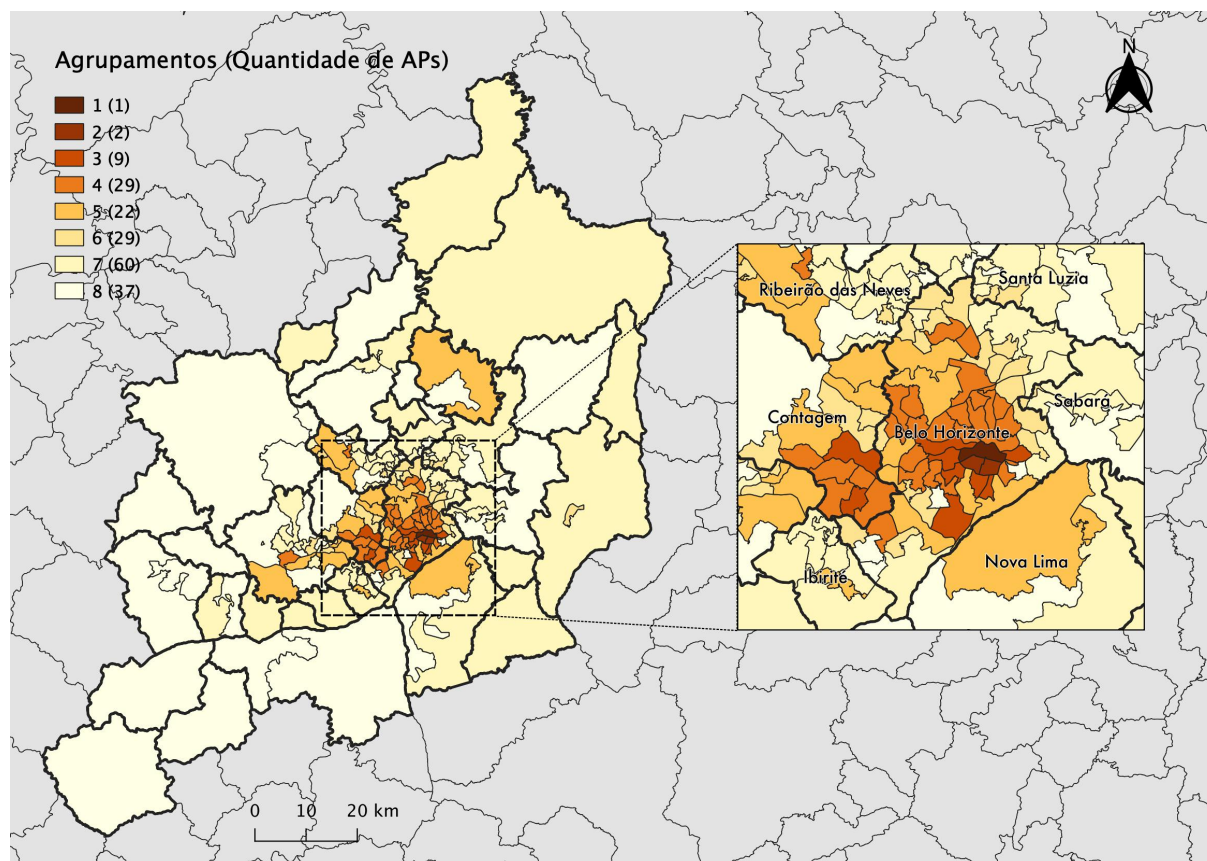 Agrupamentos (Quantidade de APs)
1 (1)
2 (2)
3 (9)
4 (29)
5 (22)
6 (29)
7 (60)
8 (37)
N
Ribeirão das Neves
Santa Luzia
Contagem
Sabará
Belo Horizonte
Nova Lima
Ibirité
0 10 20 km